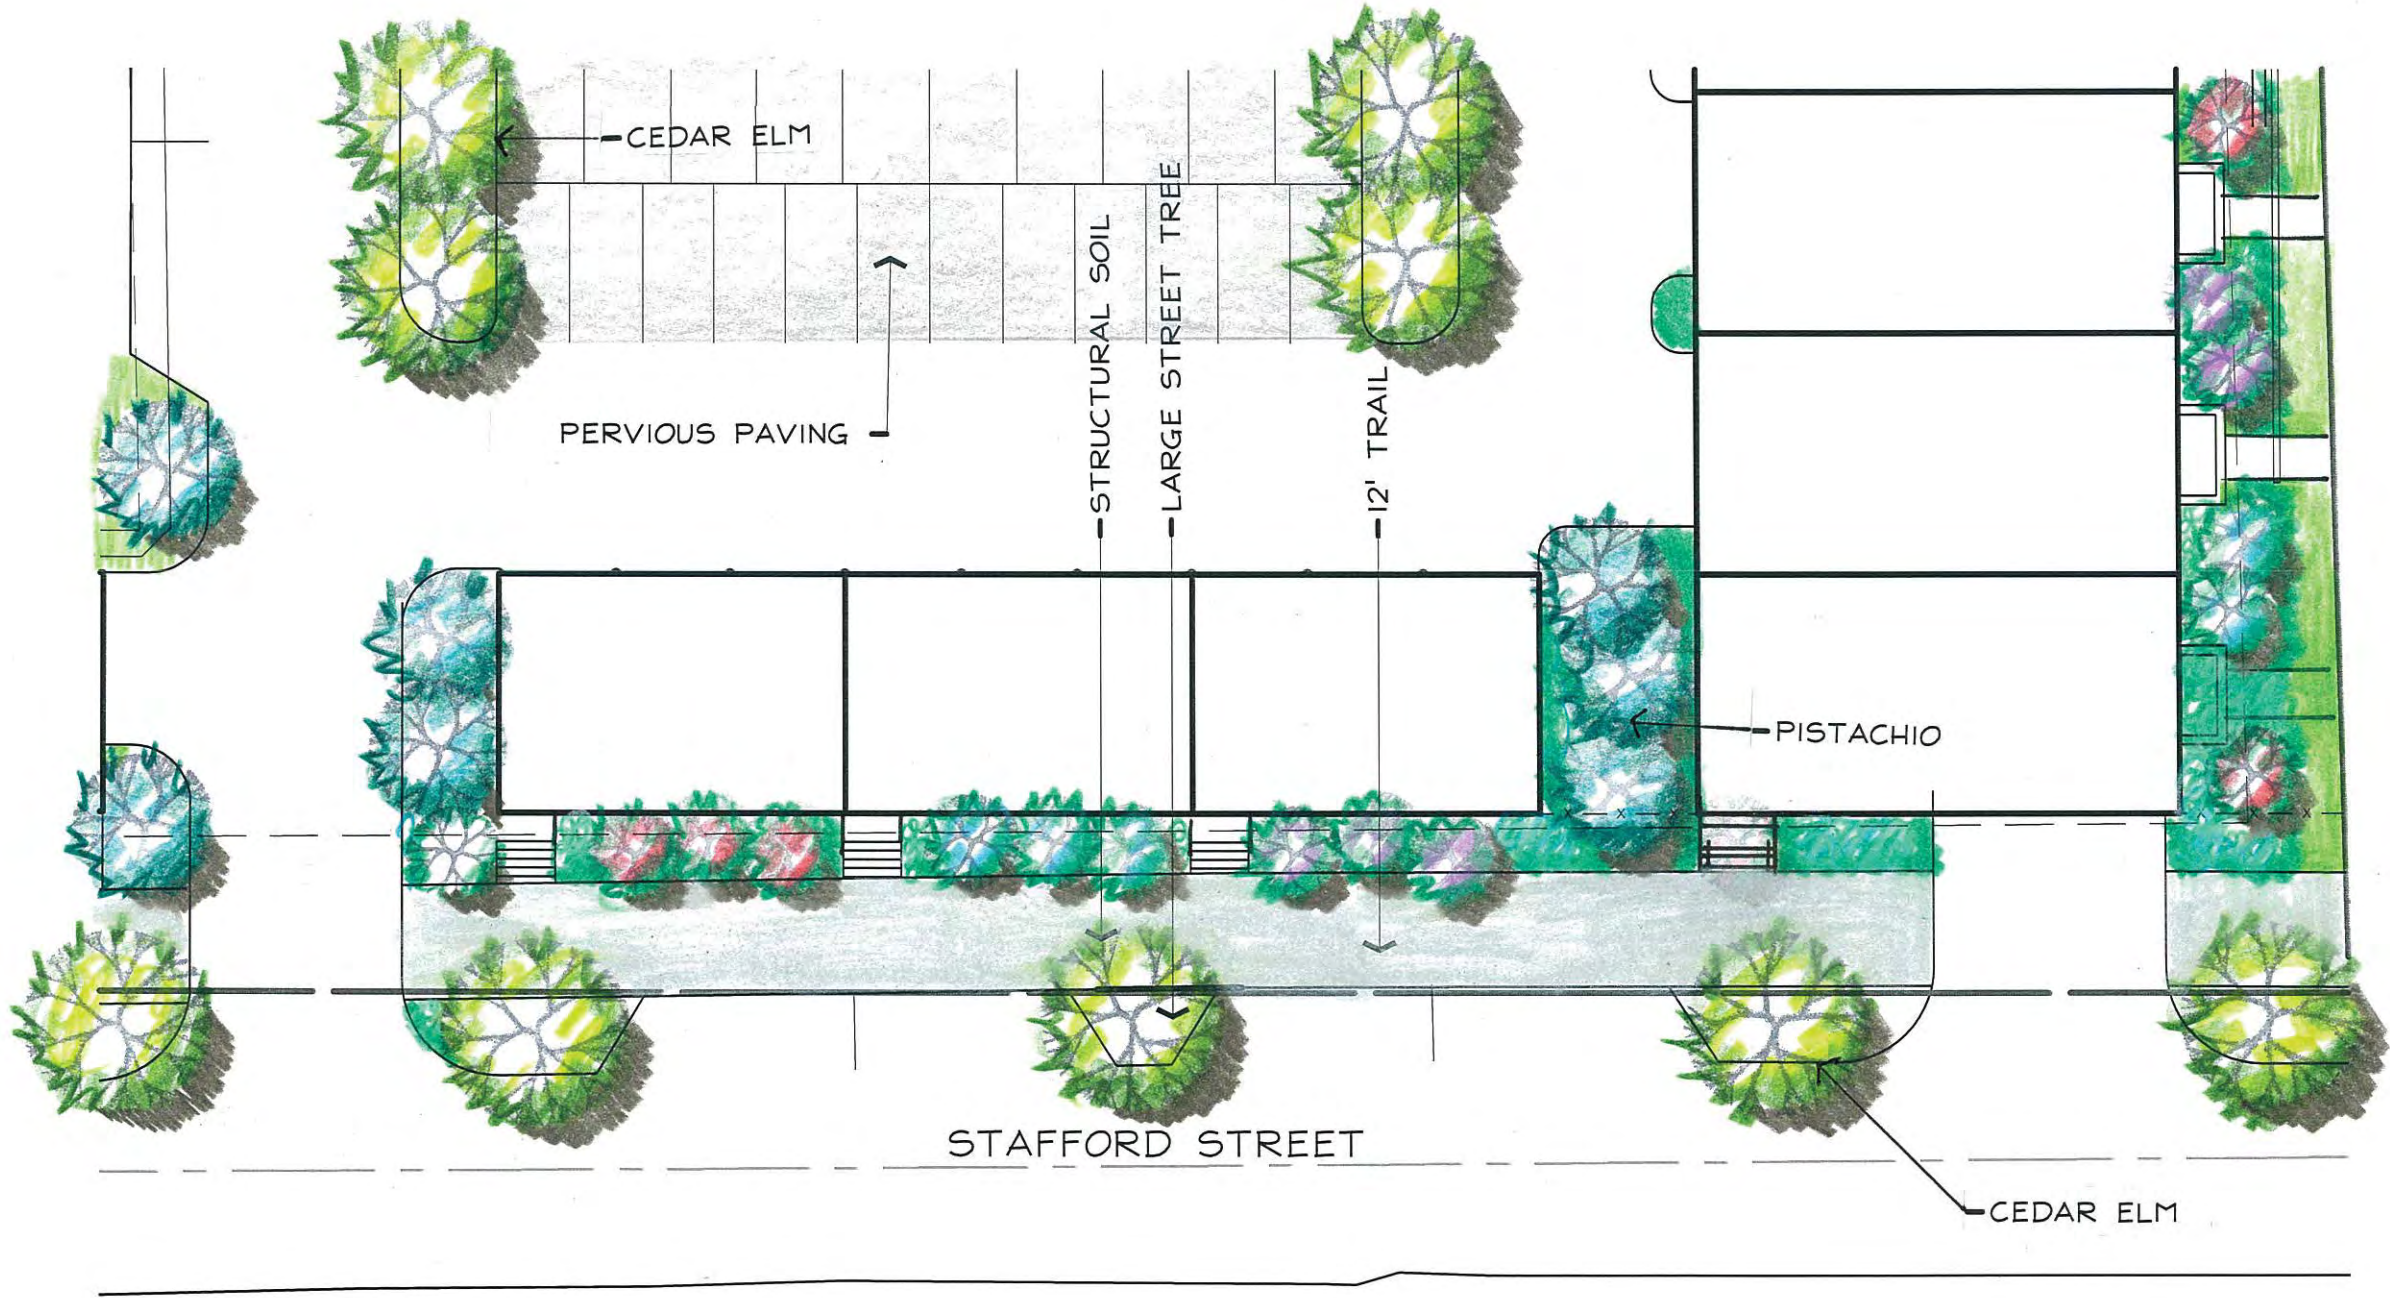 CEDAR ELM
STRUCTURAL SOIL
LARGE STREET TREE
12' TRAIL
PERVIOUS PAVING
PISTACHIO
STAFFORD STREET
CEDAR ELM